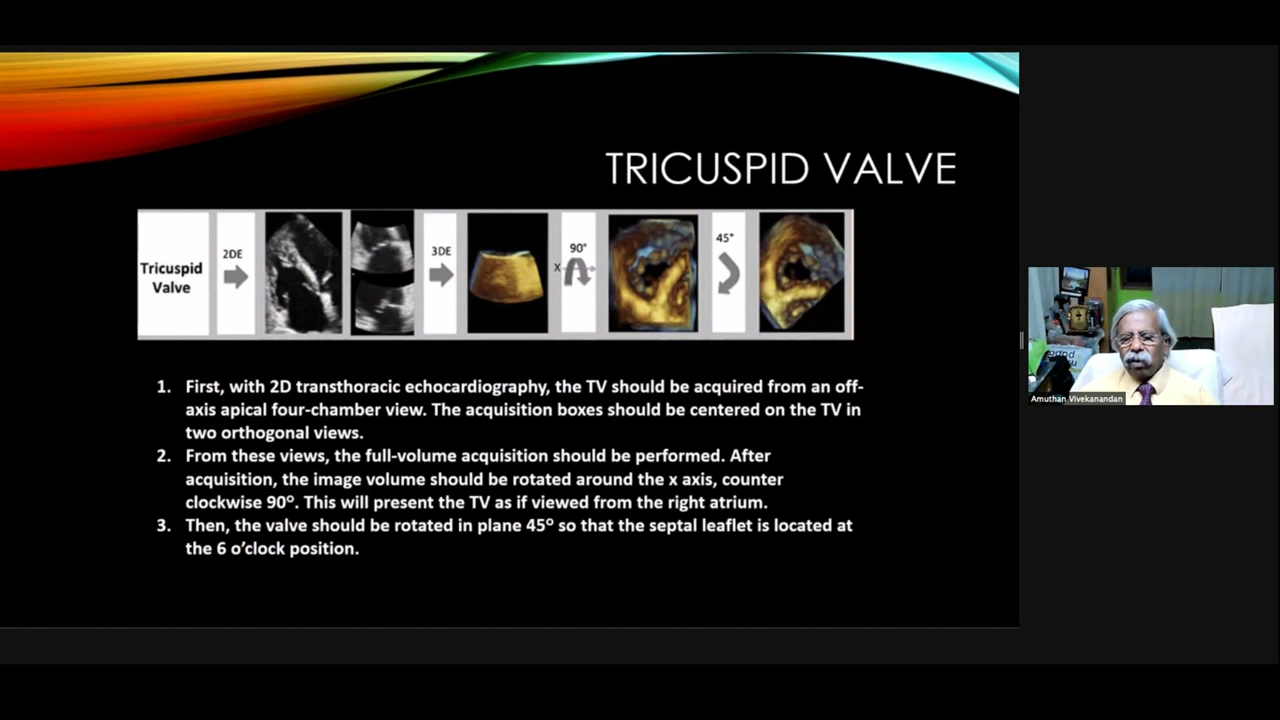 TRICUSPID VALVE
Tricuspid
Valve
2DE
3DE
X
90°
45°
1. First, with 2D transthoracic echocardiography, the TV should be acquired from an off-
axis apical four-chamber view. The acquisition boxes should be centered on the TV in
two orthogonal views.
2. From these views, the full-volume acquisition should be performed. After
acquisition, the image volume should be rotated around the x axis, counter
clockwise 90°. This will present the TV as if viewed from the right atrium.
3. Then, the valve should be rotated in plane 45° so that the septal leaflet is located at
the 6 o’clock position.
Amuthan Vivekanandan